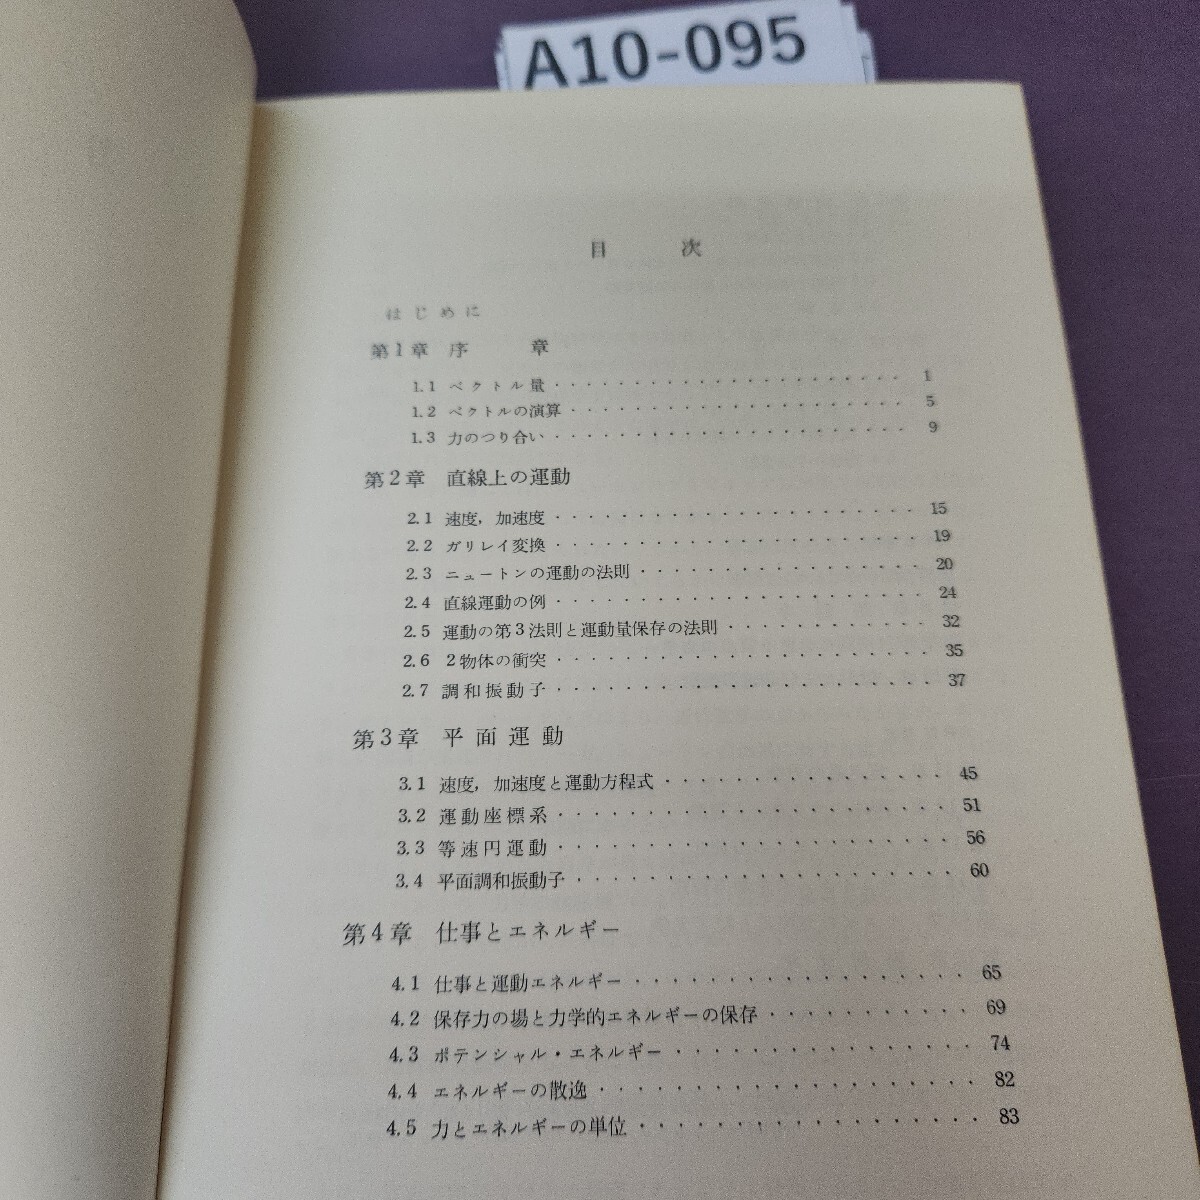 A10-095
目 次
はじめに
第1章 序 章
1.1 ベクトル量 · · · · · · · · · · · · · · · · · · · · · 1
1.2 ベクトルの演算 · · · · · · · · · · · · · · · · · · · · 5
1.3 力のつり合い · · · · · · · · · · · · · · · · · · · · · 9
第2章 直線上の運動
2.1 速度，加速度 · · · · · · · · · · · · · · · · · · · · · 15
2.2 ガリレイ変換 · · · · · · · · · · · · · · · · · · · · · 19
2.3 ニュートンの運動の法則 · · · · · · · · · · · · · · · · 20
2.4 直線運動の例 · · · · · · · · · · · · · · · · · · · · · 24
2.5 運動の第3法則と運動量保存の法則 · · · · · · · · · · · 32
2.6 2物体の衝突 · · · · · · · · · · · · · · · · · · · · · 35
2.7 調和振動子 · · · · · · · · · · · · · · · · · · · · · 37
第3章 平面運動
3.1 速度，加速度と運動方程式 · · · · · · · · · · · · · · · 45
3.2 運動座標系 · · · · · · · · · · · · · · · · · · · · · 51
3.3 等速円運動 · · · · · · · · · · · · · · · · · · · · · 56
3.4 平面調和振動子 · · · · · · · · · · · · · · · · · · · · 60
第4章 仕事とエネルギー
4.1 仕事と運動エネルギー · · · · · · · · · · · · · · · · · 65
4.2 保存力の場と力学的エネルギーの保存 · · · · · · · · · · 69
4.3 ポテンシャル・エネルギー · · · · · · · · · · · · · · · 74
4.4 エネルギーの散逸 · · · · · · · · · · · · · · · · · · · 82
4.5 力とエネルギーの単位 · · · · · · · · · · · · · · · · · 83